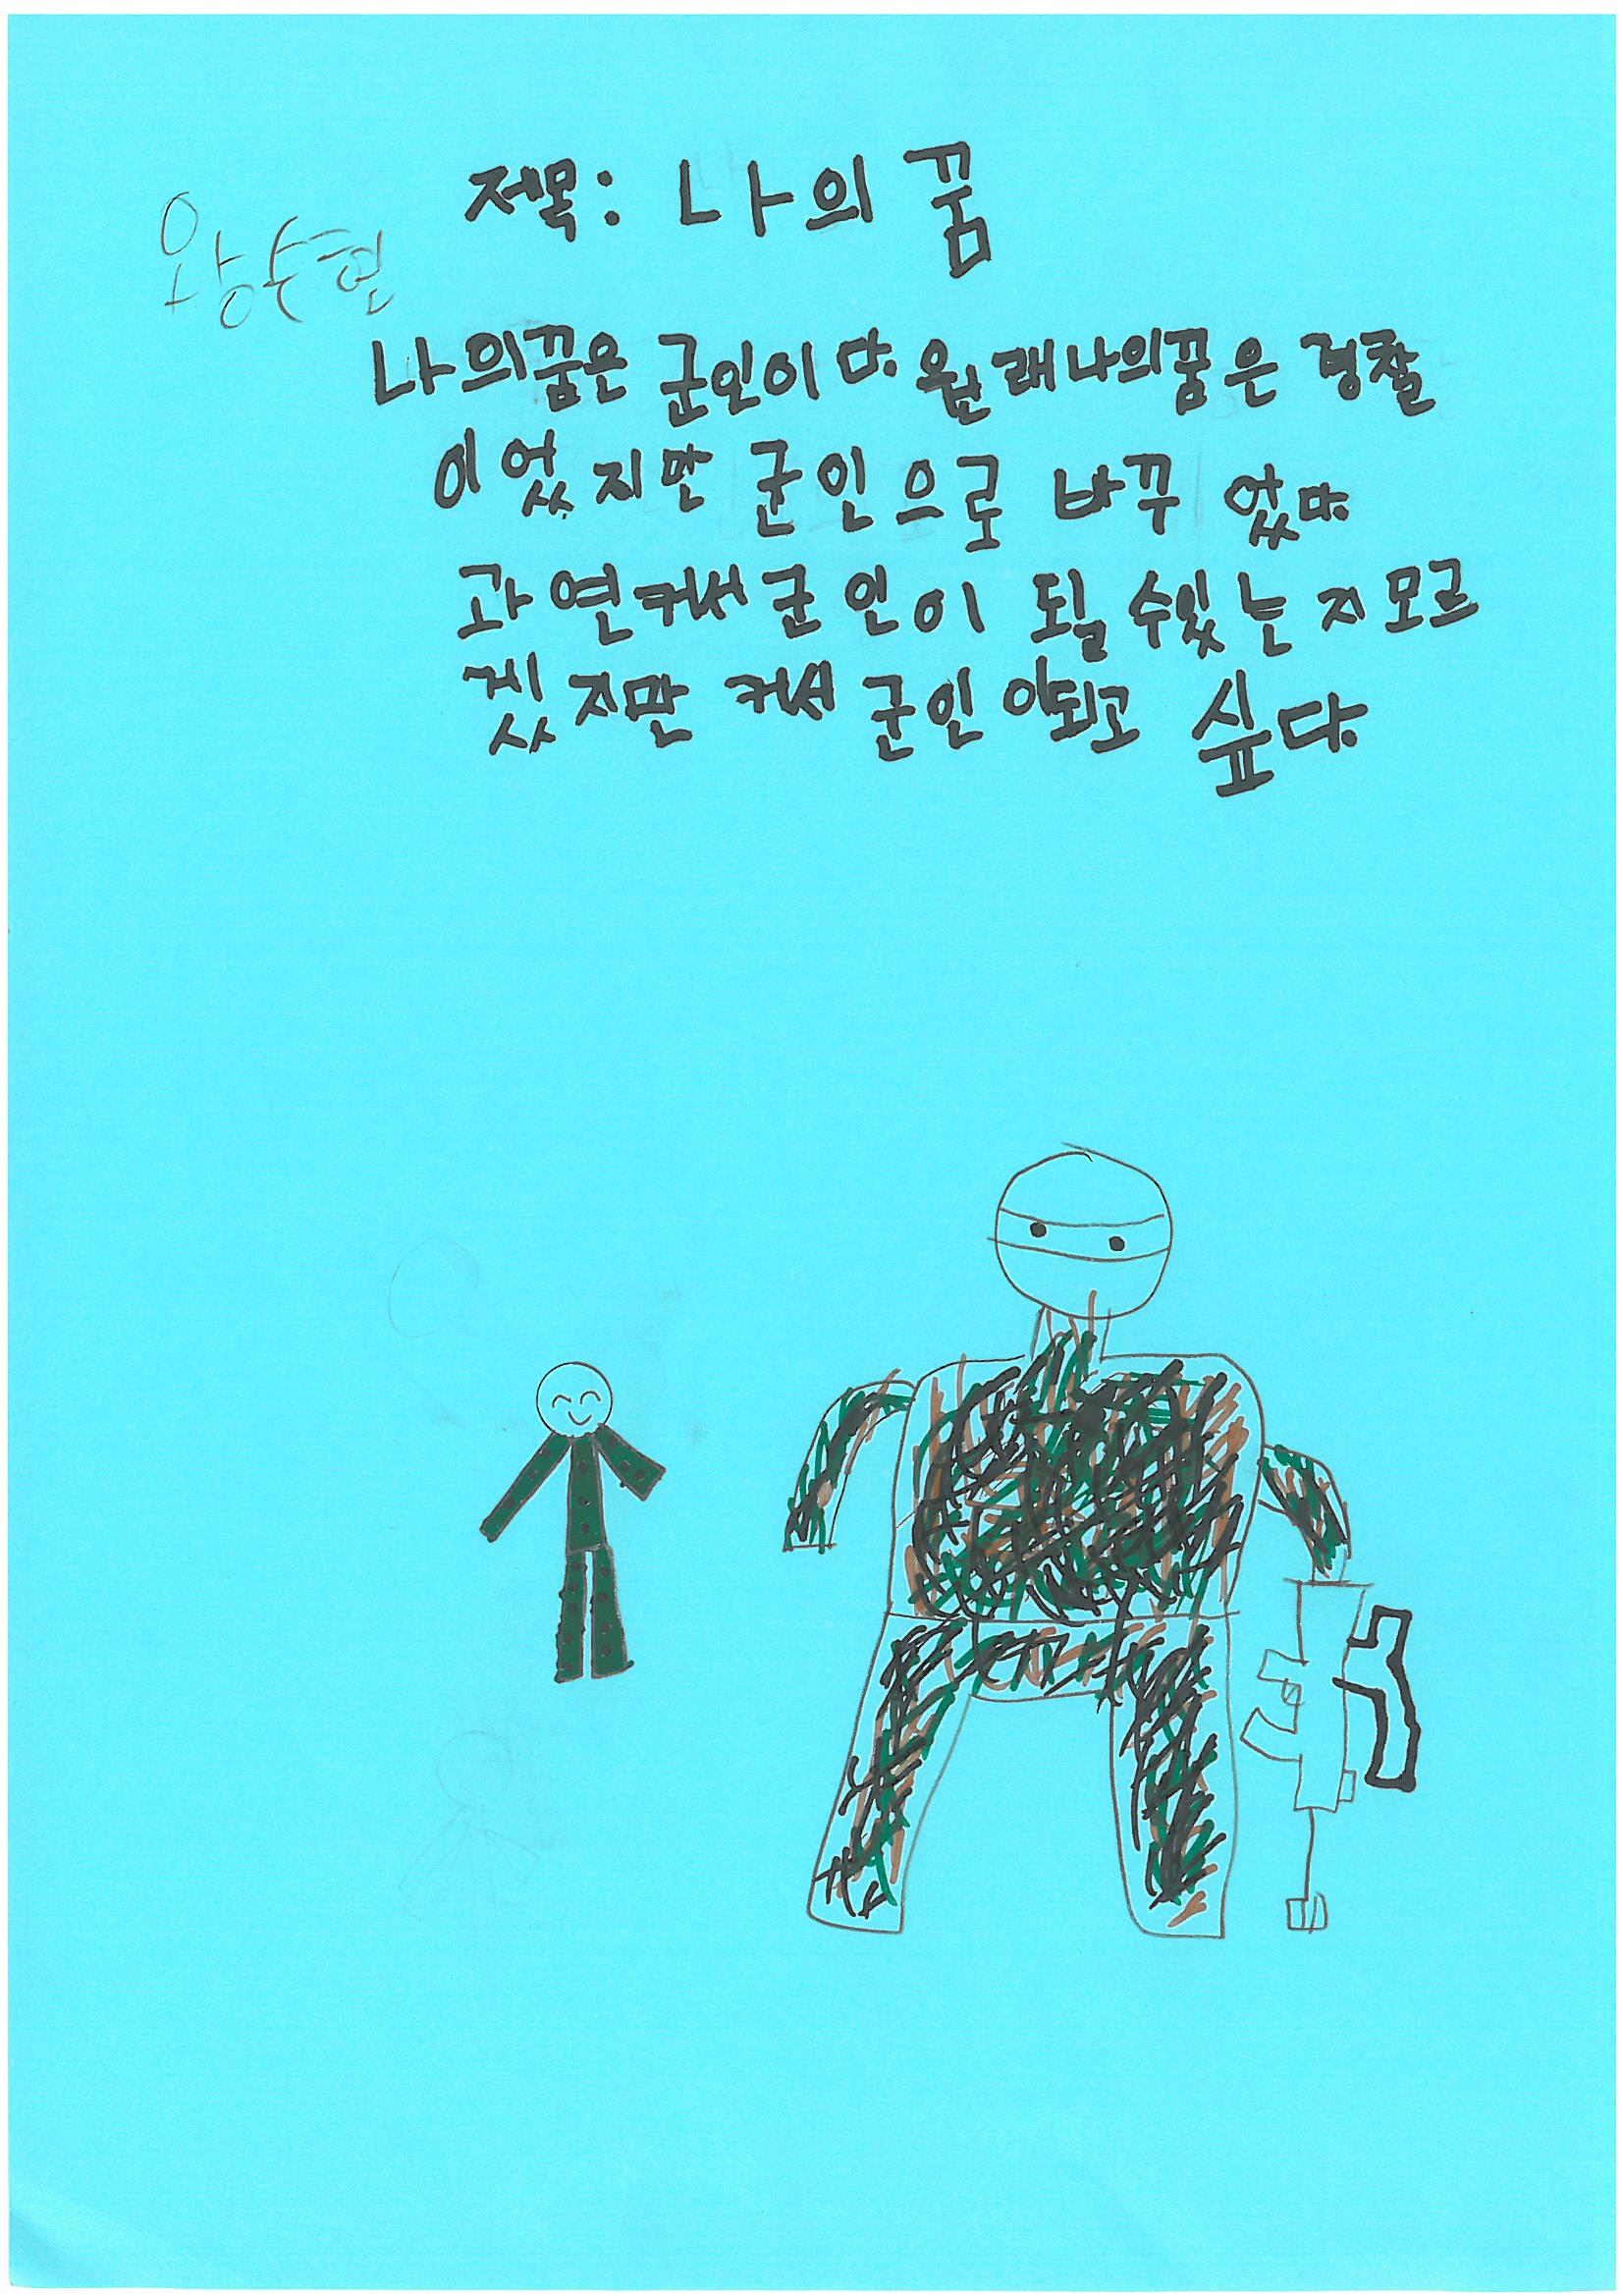 제목: 나의 꿈
왕수현
나의꿈은 군인이다. 원래나의꿈은 경찰
이었지만 군인으로 바꾸 었다.
과연커서군인이 될 수있는지모르
겠지만 커서 군인이되고 싶다.